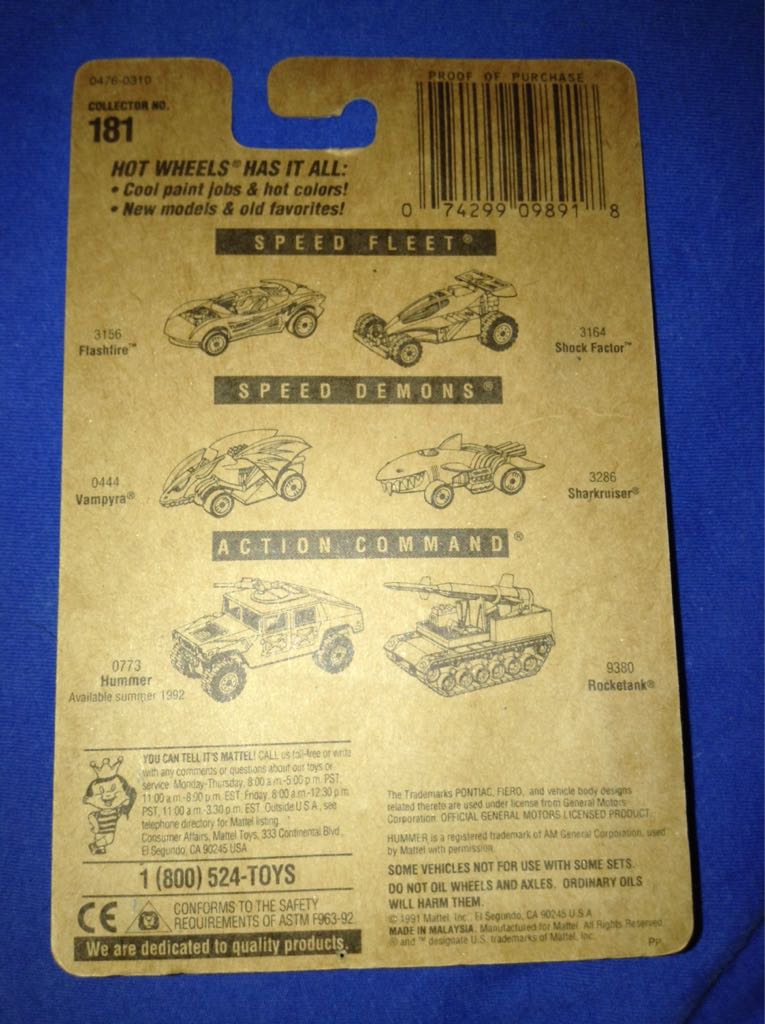 0476-0310
COLLECTOR NO.
181
PROOF OF PURCHASE
0 74299 09891 8
HOT WHEELS® HAS IT ALL:
• Cool paint jobs & hot colors!
• New models & old favorites!
SPEED FLEET®
3156
Flashfire™
3164
Shock Factor™
SPEED DEMONS®
0444
Vampyra®
3286
Sharkruiser®
ACTION COMMAND®
0773
Hummer
Available summer 1992
9380
Rocketank®
YOU CAN TELL IT'S MATTEL! CALL us toll-free or write
with any comments or questions about our toys or
service. Monday-Thursday, 8:00 a.m.-5:00 p.m. PST,
11:00 a.m.-8:00 p.m. EST, Friday, 8:00 a.m.-12:30 p.m.
PST, 11:00 a.m.-3:30 p.m. EST. Outside U.S.A., see
telephone directory for Mattel listing.
Consumer Affairs, Mattel Toys, 333 Continental Blvd.,
El Segundo, CA 90245 USA
1 (800) 524-TOYS
CE CONFORMS TO THE SAFETY
REQUIREMENTS OF ASTM F963-92.
We are dedicated to quality products.
The Trademarks PONTIAC, FIERO, and vehicle body designs
related thereto are used under license from General Motors
Corporation. OFFICIAL GENERAL MOTORS LICENSED PRODUCT.
HUMMER is a registered trademark of AM General Corporation, used
by Mattel with permission.
SOME VEHICLES NOT FOR USE WITH SOME SETS.
DO NOT OIL WHEELS AND AXLES. ORDINARY OILS
WILL HARM THEM.
© 1991 Mattel, Inc., El Segundo, CA 90245 U.S.A.
MADE IN MALAYSIA. Manufactured for Mattel. All Rights Reserved.
® and ™ designate U.S. trademarks of Mattel, Inc.
PP